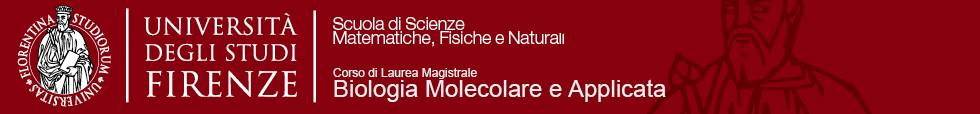 FLORENTINA STUDIORUM UNIVERSITAS
UNIVERSITÀ
DEGLI STUDI
FIRENZE
Scuola di Scienze
Matematiche, Fisiche e Naturali
Corso di Laurea Magistrale
Biologia Molecolare e Applicata